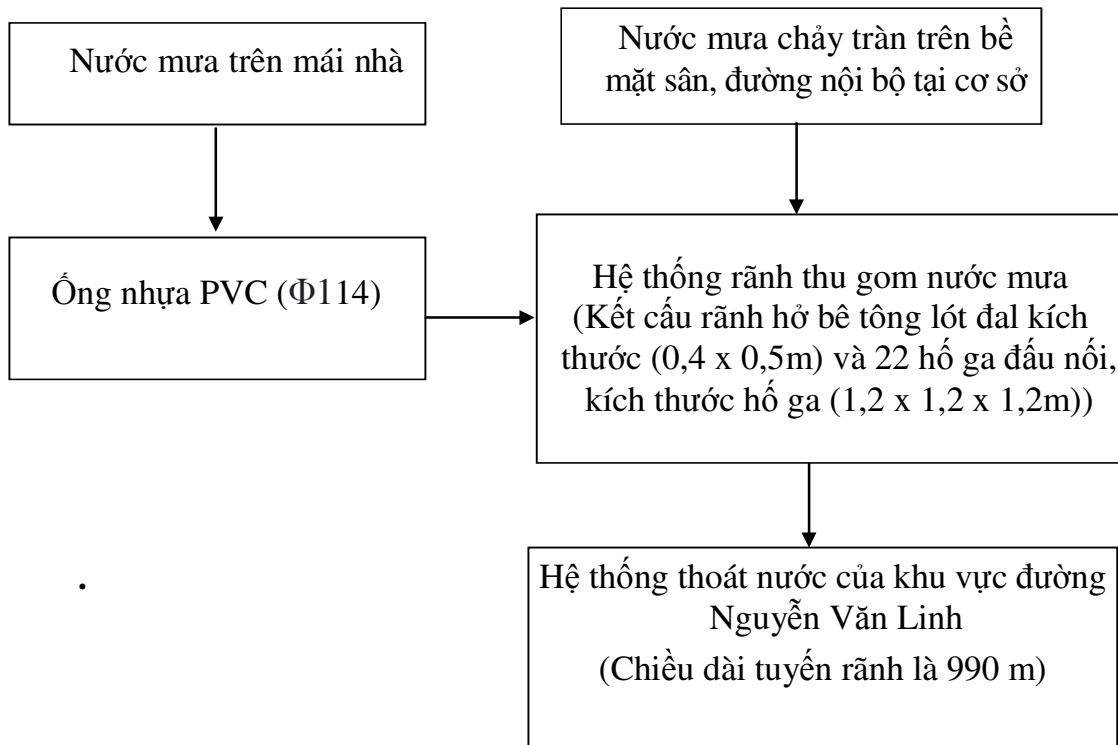 Nước mưa trên mái nhà
Nước mưa chảy tràn trên bề
mặt sân, đường nội bộ tại cơ sở
Ống nhựa PVC (Φ114)
Hệ thống rãnh thu gom nước mưa
(Kết cấu rãnh hở bê tông lót đal kích
thước (0,4 x 0,5m) và 22 hố ga đấu nối,
kích thước hố ga (1,2 x 1,2 x 1,2m))
.
Hệ thống thoát nước của khu vực đường
Nguyễn Văn Linh
(Chiều dài tuyến rãnh là 990 m)